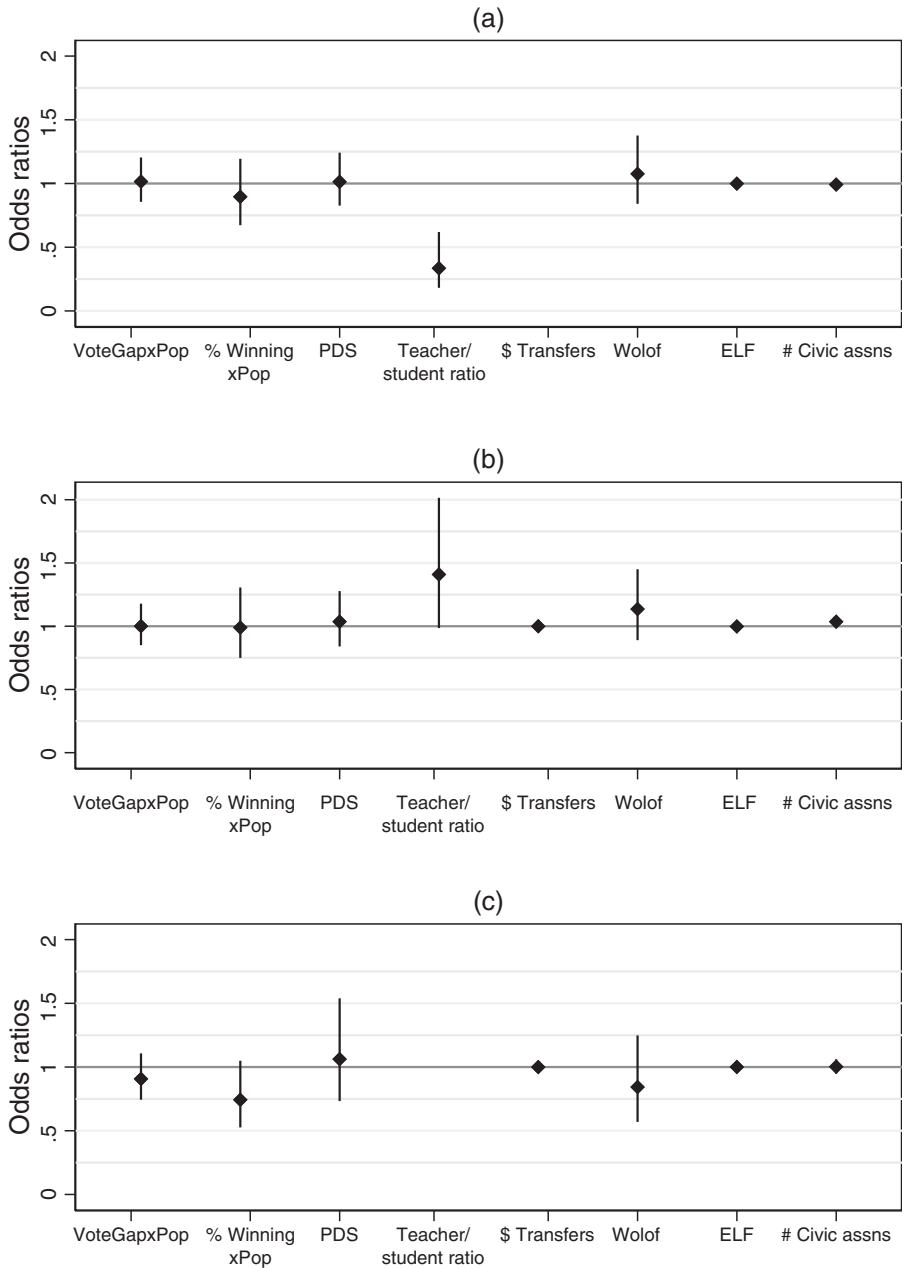 (a)
Odds ratios
2
1.5
1
.5
0
VoteGapxPop % Winning PDS Teacher/ $ Transfers Wolof ELF # Civic assns
xPop student ratio
(b)
Odds ratios
2
1.5
1
.5
0
VoteGapxPop % Winning PDS Teacher/ $ Transfers Wolof ELF # Civic assns
xPop student ratio
(c)
Odds ratios
2
1.5
1
.5
0
VoteGapxPop % Winning PDS Teacher/ $ Transfers Wolof ELF # Civic assns
xPop student ratio